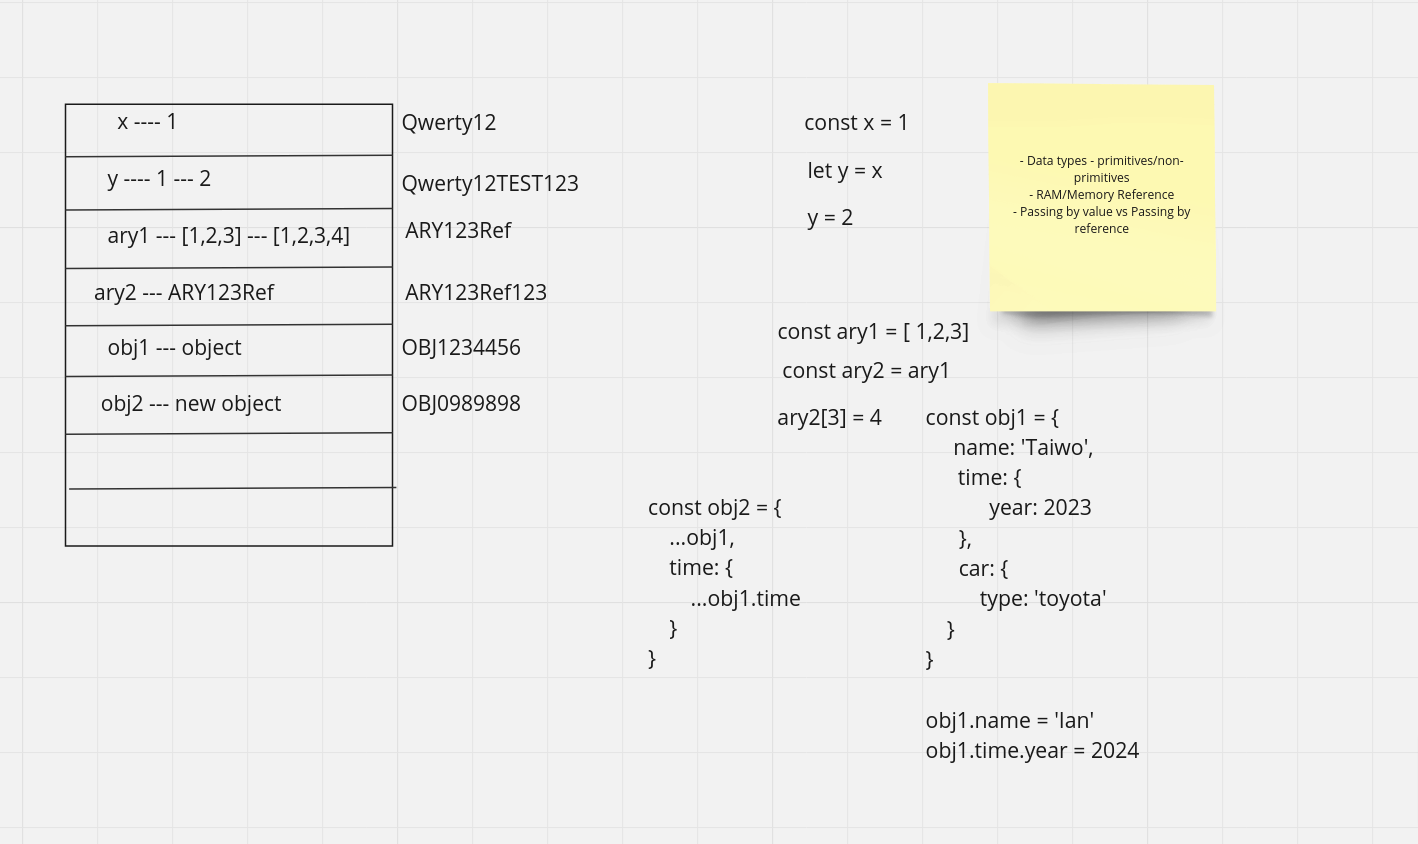 x ---- 1
Qwerty12
y ---- 1 --- 2
Qwerty12TEST123
ary1 --- [1,2,3] --- [1,2,3,4]
ARY123Ref
ary2 --- ARY123Ref
ARY123Ref123
obj1 --- object
OBJ1234456
obj2 --- new object
OBJ0989898
const x = 1
let y = x
y = 2
- Data types - primitives/non-
primitives
- RAM/Memory Reference
- Passing by value vs Passing by
reference
const ary1 = [ 1,2,3]
const ary2 = ary1
ary2[3] = 4
const obj2 = {
...obj1,
time: {
...obj1.time
}
}
const obj1 = {
name: 'Taiwo',
time: {
year: 2023
},
car: {
type: 'toyota'
}
}
obj1.name = 'Ian'
obj1.time.year = 2024